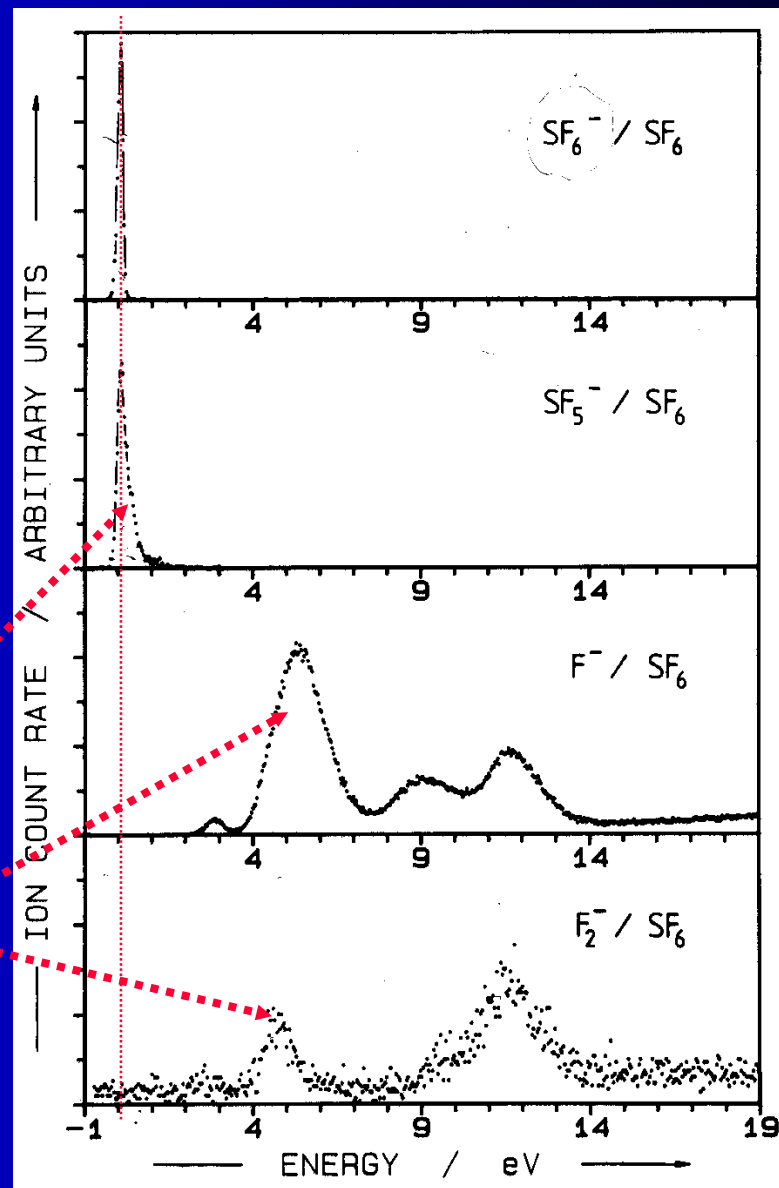 SF₆⁻ / SF₆
4 9 14
SF₅⁻ / SF₆
4 9 14
F⁻ / SF₆
4 9 14
F₂⁻ / SF₆
-1 4 9 14 19
ENERGY / eV
ION COUNT RATE / ARBITRARY UNITS